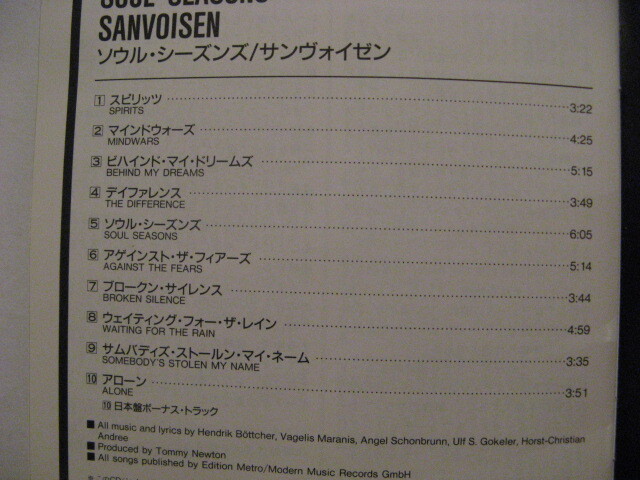 SOUL SEASONS
SANVOISEN
ソウル・シーズンズ/サンヴォイゼン
1 スピリッツ 3:22
SPIRITS
2 マインドウォーズ 4:25
MINDWARS
3 ビハインド・マイ・ドリームズ 5:15
BEHIND MY DREAMS
4 デイファレンス 3:49
THE DIFFERENCE
5 ソウル・シーズンズ 6:05
SOUL SEASONS
6 アゲインスト・ザ・フィアーズ 5:14
AGAINST THE FEARS
7 ブロークン・サイレンス 3:44
BROKEN SILENCE
8 ウェイティング・フォー・ザ・レイン 4:59
WAITING FOR THE RAIN
9 サムバディズ・ストールン・マイ・ネーム 3:35
SOMEBODY'S STOLEN MY NAME
10 アローン 3:51
ALONE
10 日本盤ボーナス・トラック
■ All music and lyrics by Hendrik Böttcher, Vagelis Maranis, Angel Schonbrunn, Ulf S. Gokeler, Horst-Christian
Andree
■ Produced by Tommy Newton
■ All songs published by Edition Metro/Modern Music Records GmbH